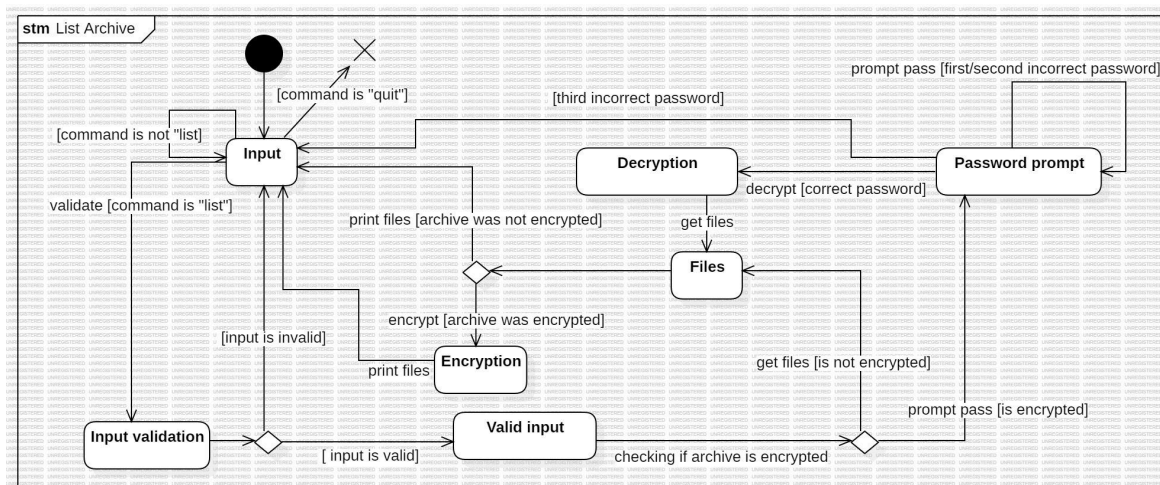 stm List Archive
[command is "quit"]
prompt pass [first/second incorrect password]
[third incorrect password]
[command is not "list]
Input
Decryption
Password prompt
decrypt [correct password]
validate [command is "list"]
print files [archive was not encrypted]
get files
Files
encrypt [archive was encrypted]
[input is invalid]
Encryption
print files
get files [is not encrypted]
prompt pass [is encrypted]
Input validation
Valid input
[ input is valid]
checking if archive is encrypted